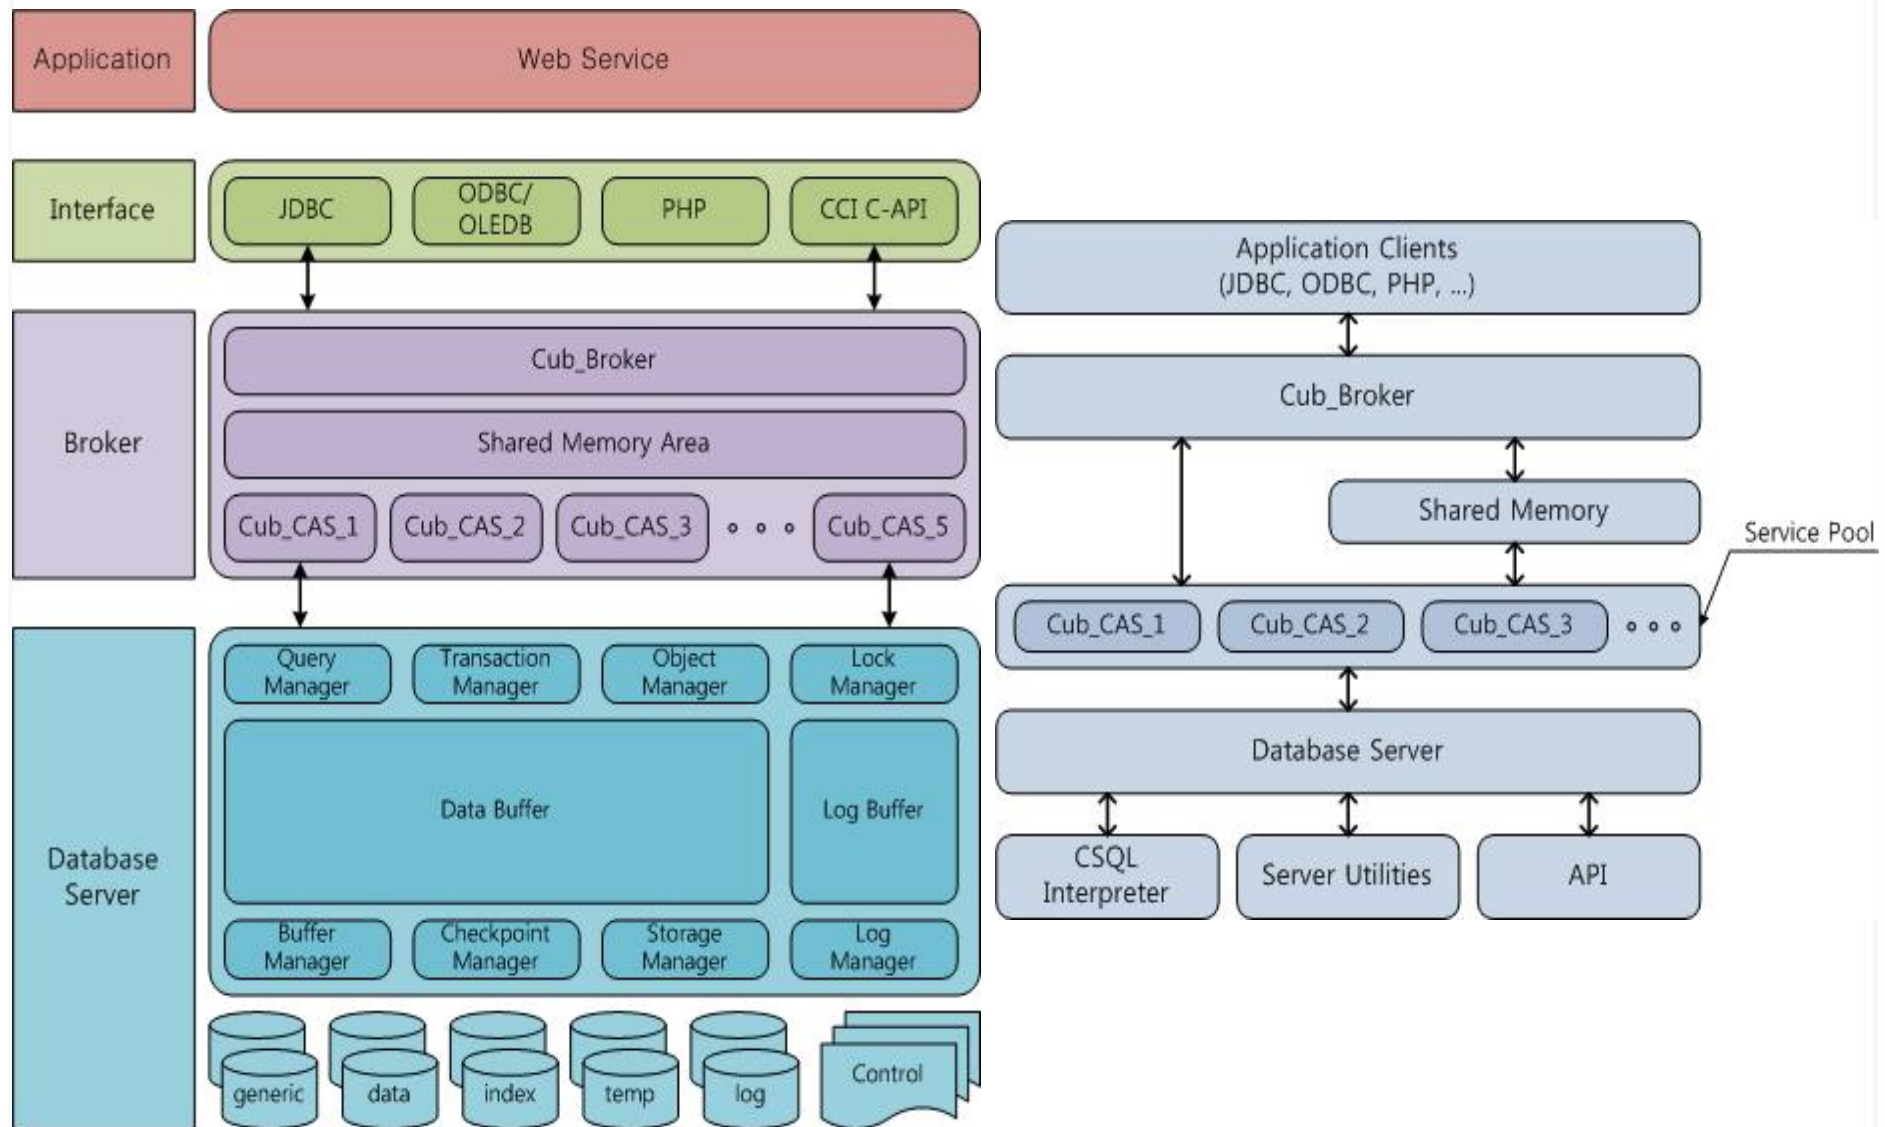 Application
Web Service
Interface
JDBC
ODBC/
OLEDB
PHP
CCI C-API
Broker
Cub_Broker
Shared Memory Area
Cub_CAS_1
Cub_CAS_2
Cub_CAS_3
Cub_CAS_5
Database
Server
Query
Manager
Transaction
Manager
Object
Manager
Lock
Manager
Data Buffer
Log Buffer
Buffer
Manager
Checkpoint
Manager
Storage
Manager
Log
Manager
generic
data
index
temp
log
Control
Application Clients
(JDBC, ODBC, PHP, ...)
Cub_Broker
Shared Memory
Service Pool
Cub_CAS_1
Cub_CAS_2
Cub_CAS_3
Database Server
CSQL
Interpreter
Server Utilities
API